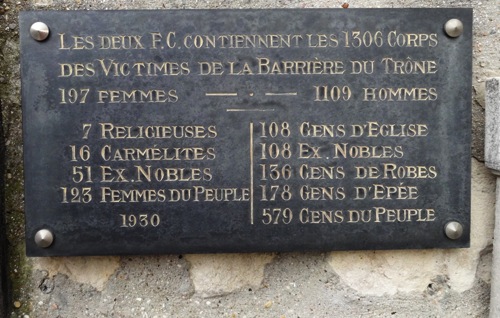 LES DEUX F.C. CONTIENNENT LES 1306 CORPS
DES VICTIMES DE LA BARRIÈRE DU TRÔNE
197 FEMMES — · — 1109 HOMMES
7 RELIGIEUSES
16 CARMÉLITES
51 EX. NOBLES
123 FEMMES DU PEUPLE
1930
108 GENS D'EGLISE
108 EX. NOBLES
136 GENS DE ROBES
178 GENS D'EPÉE
579 GENS DU PEUPLE